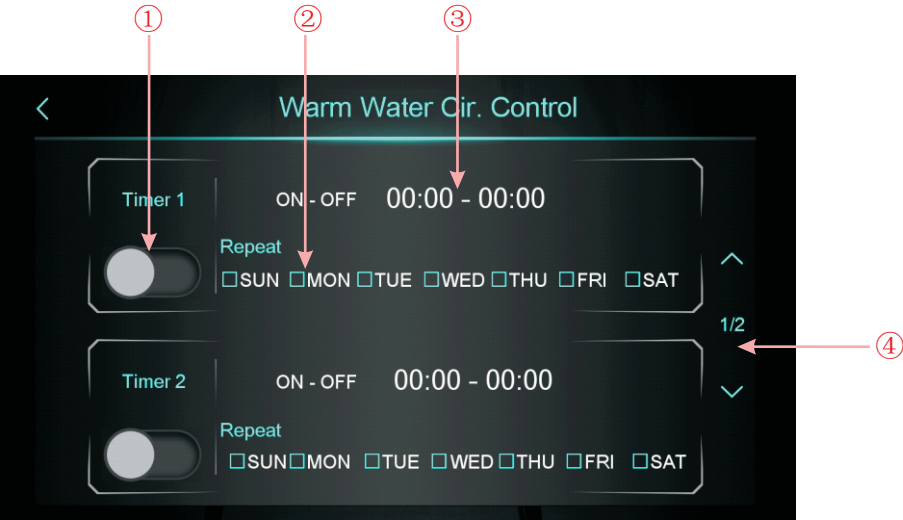 ① ② ③
Warm Water Cir. Control
Timer 1 ON - OFF 00:00 - 00:00
Repeat
SUN MON TUE WED THU FRI SAT
1/2
④
Timer 2 ON - OFF 00:00 - 00:00
Repeat
SUN MON TUE WED THU FRI SAT